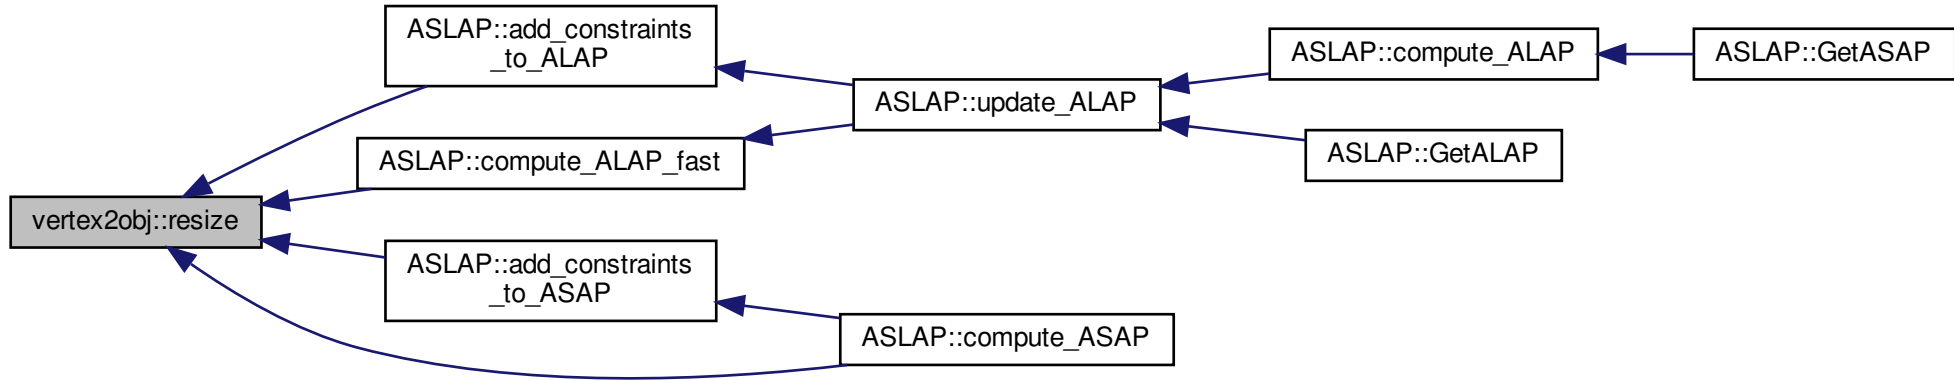 ASLAP::add_constraints
_to_ALAP
ASLAP::compute_ALAP
ASLAP::GetASAP
ASLAP::update_ALAP
ASLAP::compute_ALAP_fast
ASLAP::GetALAP
vertex2obj::resize
ASLAP::add_constraints
_to_ASAP
ASLAP::compute_ASAP